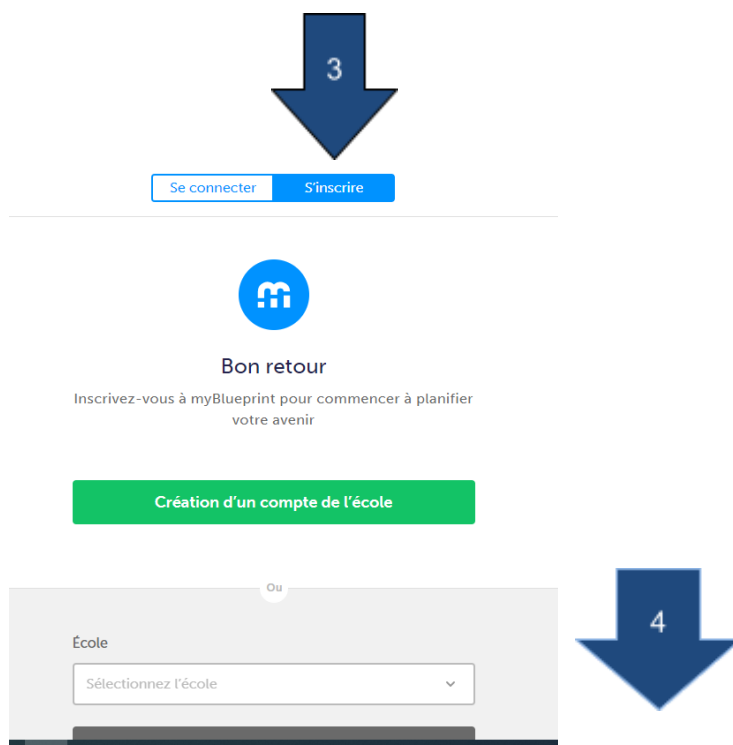 3
Se connecter
S'inscrire
Bon retour
Inscrivez-vous à myBlueprint pour commencer à planifier
votre avenir
Création d'un compte de l'école
Ou
4
École
Sélectionnez l'école